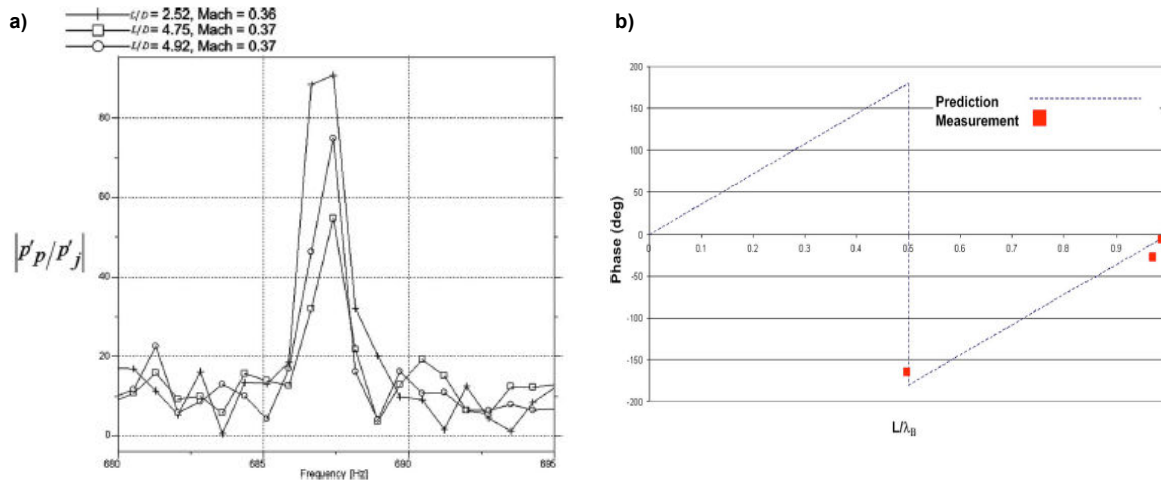 a)
L/D = 2.52, Mach = 0.36
L/D = 4.75, Mach = 0.37
L/D = 4.92, Mach = 0.37
80
60
40
20
0
|p'p/p'j|
680
685
690
695
Frequency [Hz]
b)
200
150
100
50
0
-50
-100
-150
-200
Phase (deg)
Prediction
Measurement
0
0.1
0.2
0.3
0.4
0.5
0.6
0.7
0.8
0.9
L/λB